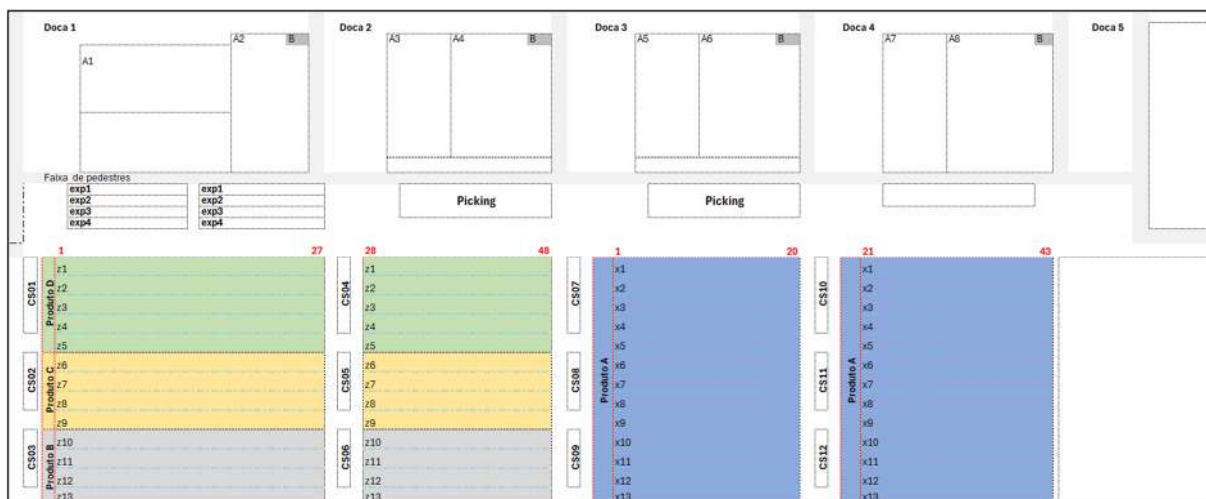 Doca 1
Doca 2
Doca 3
Doca 4
Doca 5
A2
B
A3
A4
B
A5
A6
B
A7
A8
B
A1
Faixa de pedestres
exp1
exp2
exp3
exp4
exp1
exp2
exp3
exp4
Picking
Picking
1
27
28
48
1
20
21
43
CS01
CS02
CS03
Produto D
Produto C
Produto B
z1
z2
z3
z4
z5
z6
z7
z8
z9
z10
z11
z12
z13
CS04
CS05
CS06
z1
z2
z3
z4
z5
z6
z7
z8
z9
z10
z11
z12
z13
CS07
CS08
CS09
Produto A
x1
x2
x3
x4
x5
x6
x7
x8
x9
x10
x11
x12
x13
CS10
CS11
CS12
Produto A
x1
x2
x3
x4
x5
x6
x7
x8
x9
x10
x11
x12
x13